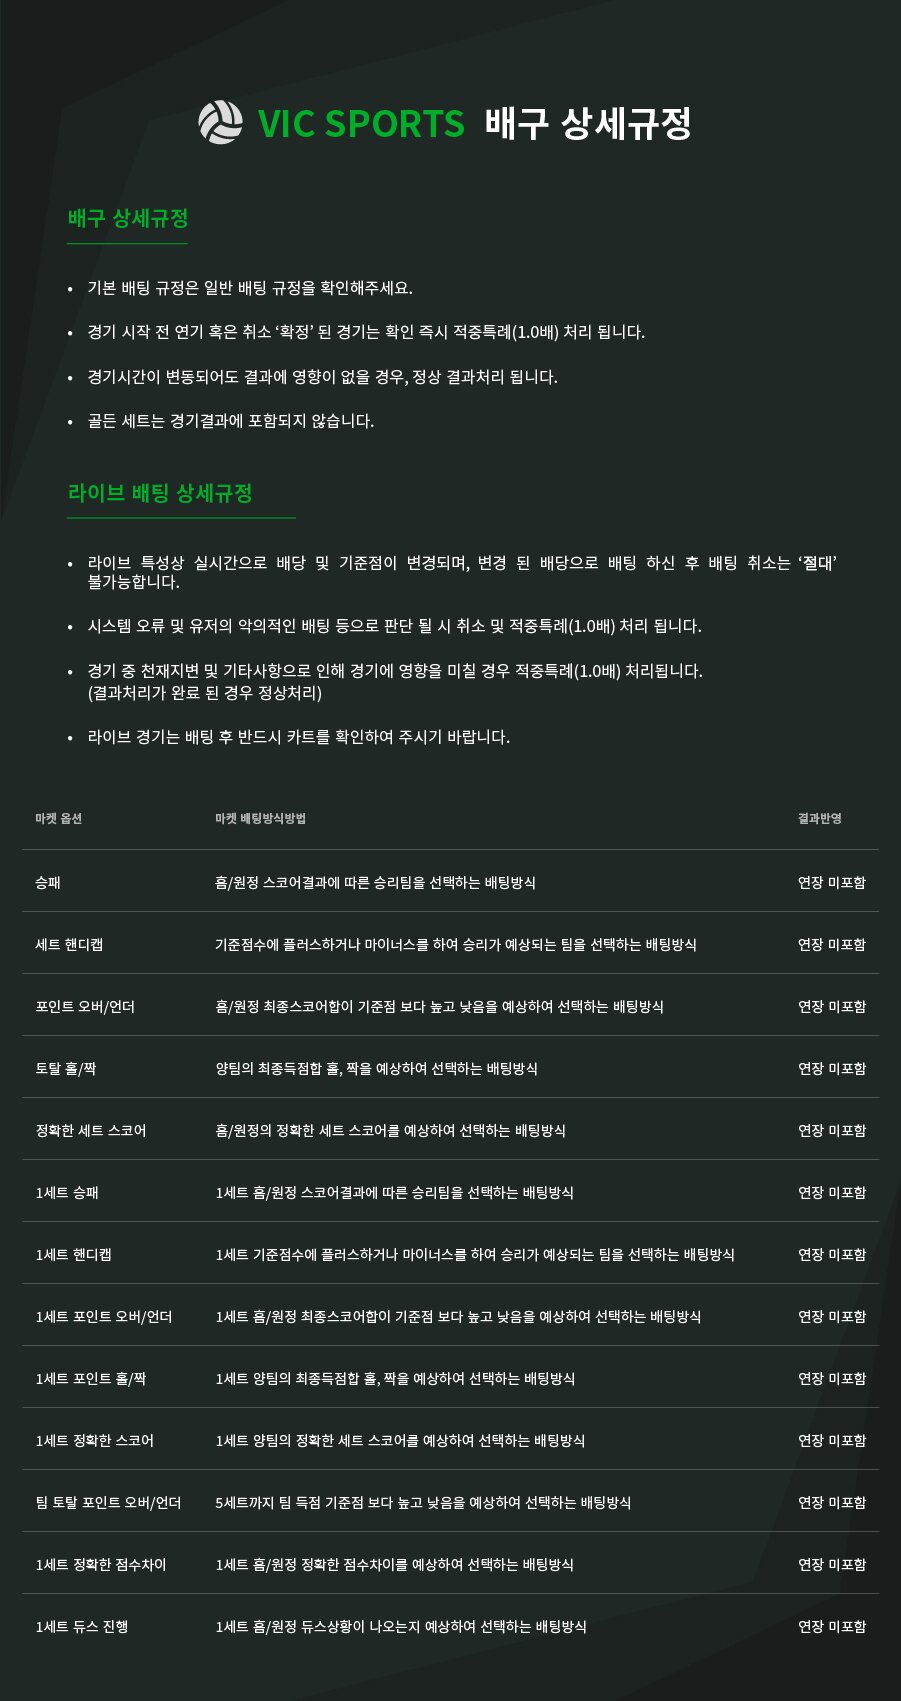 VIC SPORTS 배구 상세규정
배구 상세규정
• 기본 배팅 규정은 일반 배팅 규정을 확인해주세요.
• 경기 시작 전 연기 혹은 취소 ‘확정’ 된 경기는 확인 즉시 적중특례(1.0배) 처리 됩니다.
• 경기시간이 변동되어도 결과에 영향이 없을 경우, 정상 결과처리 됩니다.
• 골든 세트는 경기결과에 포함되지 않습니다.
라이브 배팅 상세규정
• 라이브 특성상 실시간으로 배당 및 기준점이 변경되며, 변경 된 배당으로 배팅 하신 후 배팅 취소는 ‘절대’
불가능합니다.
• 시스템 오류 및 유저의 악의적인 배팅 등으로 판단 될 시 취소 및 적중특례(1.0배) 처리 됩니다.
• 경기 중 천재지변 및 기타사항으로 인해 경기에 영향을 미칠 경우 적중특례(1.0배) 처리됩니다.
(결과처리가 완료 된 경우 정상처리)
• 라이브 경기는 배팅 후 반드시 카트를 확인하여 주시기 바랍니다.
마켓 옵션 마켓 배팅방식방법 결과반영
승패 홈/원정 스코어결과에 따른 승리팀을 선택하는 배팅방식 연장 미포함
세트 핸디캡 기준점수에 플러스하거나 마이너스를 하여 승리가 예상되는 팀을 선택하는 배팅방식 연장 미포함
포인트 오버/언더 홈/원정 최종스코어합이 기준점 보다 높고 낮음을 예상하여 선택하는 배팅방식 연장 미포함
토탈 홀/짝 양팀의 최종득점합 홀, 짝을 예상하여 선택하는 배팅방식 연장 미포함
정확한 세트 스코어 홈/원정의 정확한 세트 스코어를 예상하여 선택하는 배팅방식 연장 미포함
1세트 승패 1세트 홈/원정 스코어결과에 따른 승리팀을 선택하는 배팅방식 연장 미포함
1세트 핸디캡 1세트 기준점수에 플러스하거나 마이너스를 하여 승리가 예상되는 팀을 선택하는 배팅방식 연장 미포함
1세트 포인트 오버/언더 1세트 홈/원정 최종스코어합이 기준점 보다 높고 낮음을 예상하여 선택하는 배팅방식 연장 미포함
1세트 포인트 홀/짝 1세트 양팀의 최종득점합 홀, 짝을 예상하여 선택하는 배팅방식 연장 미포함
1세트 정확한 스코어 1세트 양팀의 정확한 세트 스코어를 예상하여 선택하는 배팅방식 연장 미포함
팀 토탈 포인트 오버/언더 5세트까지 팀 득점 기준점 보다 높고 낮음을 예상하여 선택하는 배팅방식 연장 미포함
1세트 정확한 점수차이 1세트 홈/원정 정확한 점수차이를 예상하여 선택하는 배팅방식 연장 미포함
1세트 듀스 진행 1세트 홈/원정 듀스상황이 나오는지 예상하여 선택하는 배팅방식 연장 미포함